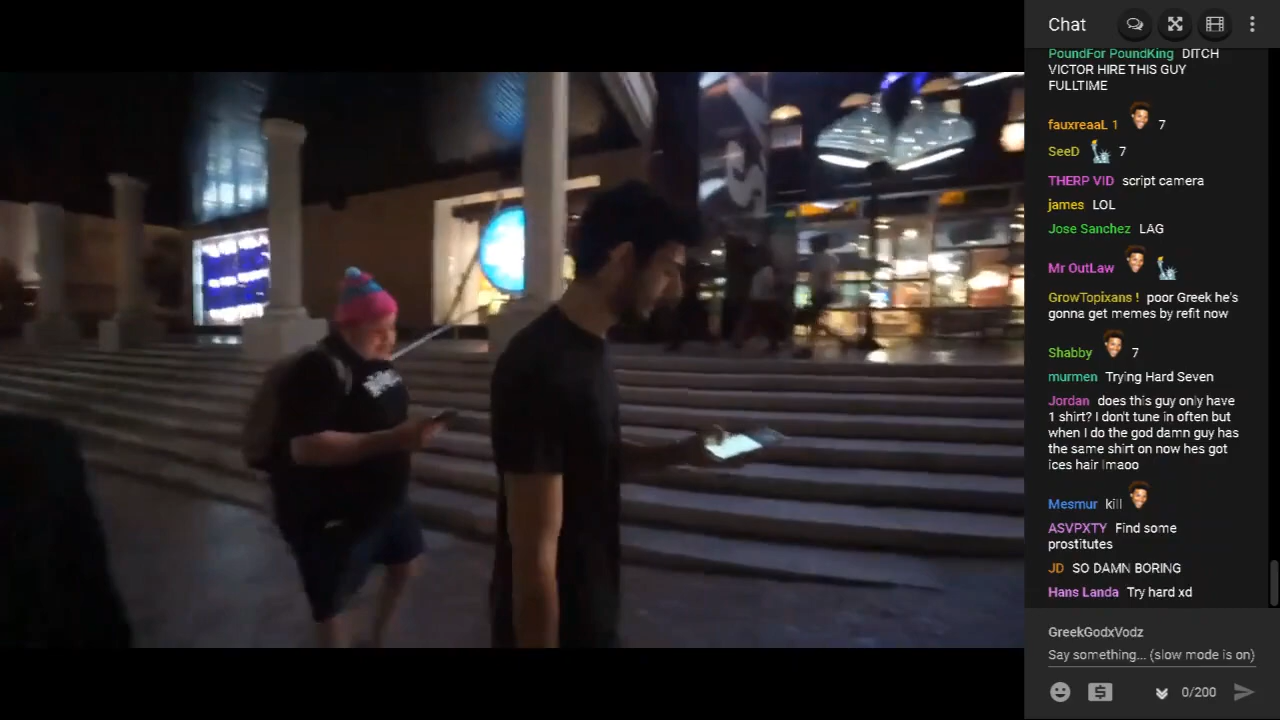 Chat
PoundFor PoundKing DITCH
VICTOR HIRE THIS GUY
FULLTIME
fauxreaaL 1 7
SeeD 7
THERP VID script camera
james LOL
Jose Sanchez LAG
Mr OutLaw
GrowTopixans ! poor Greek he's
gonna get memes by refit now
Shabby 7
murmen Trying Hard Seven
Jordan does this guy only have
1 shirt? I don't tune in often but
when I do the god damn guy has
the same shirt on now hes got
ices hair lmaoo
Mesmur kill
ASVPXTY Find some
prostitutes
JD SO DAMN BORING
Hans Landa Try hard xd
GreekGodxVodz
Say something... (slow mode is on)
0/200